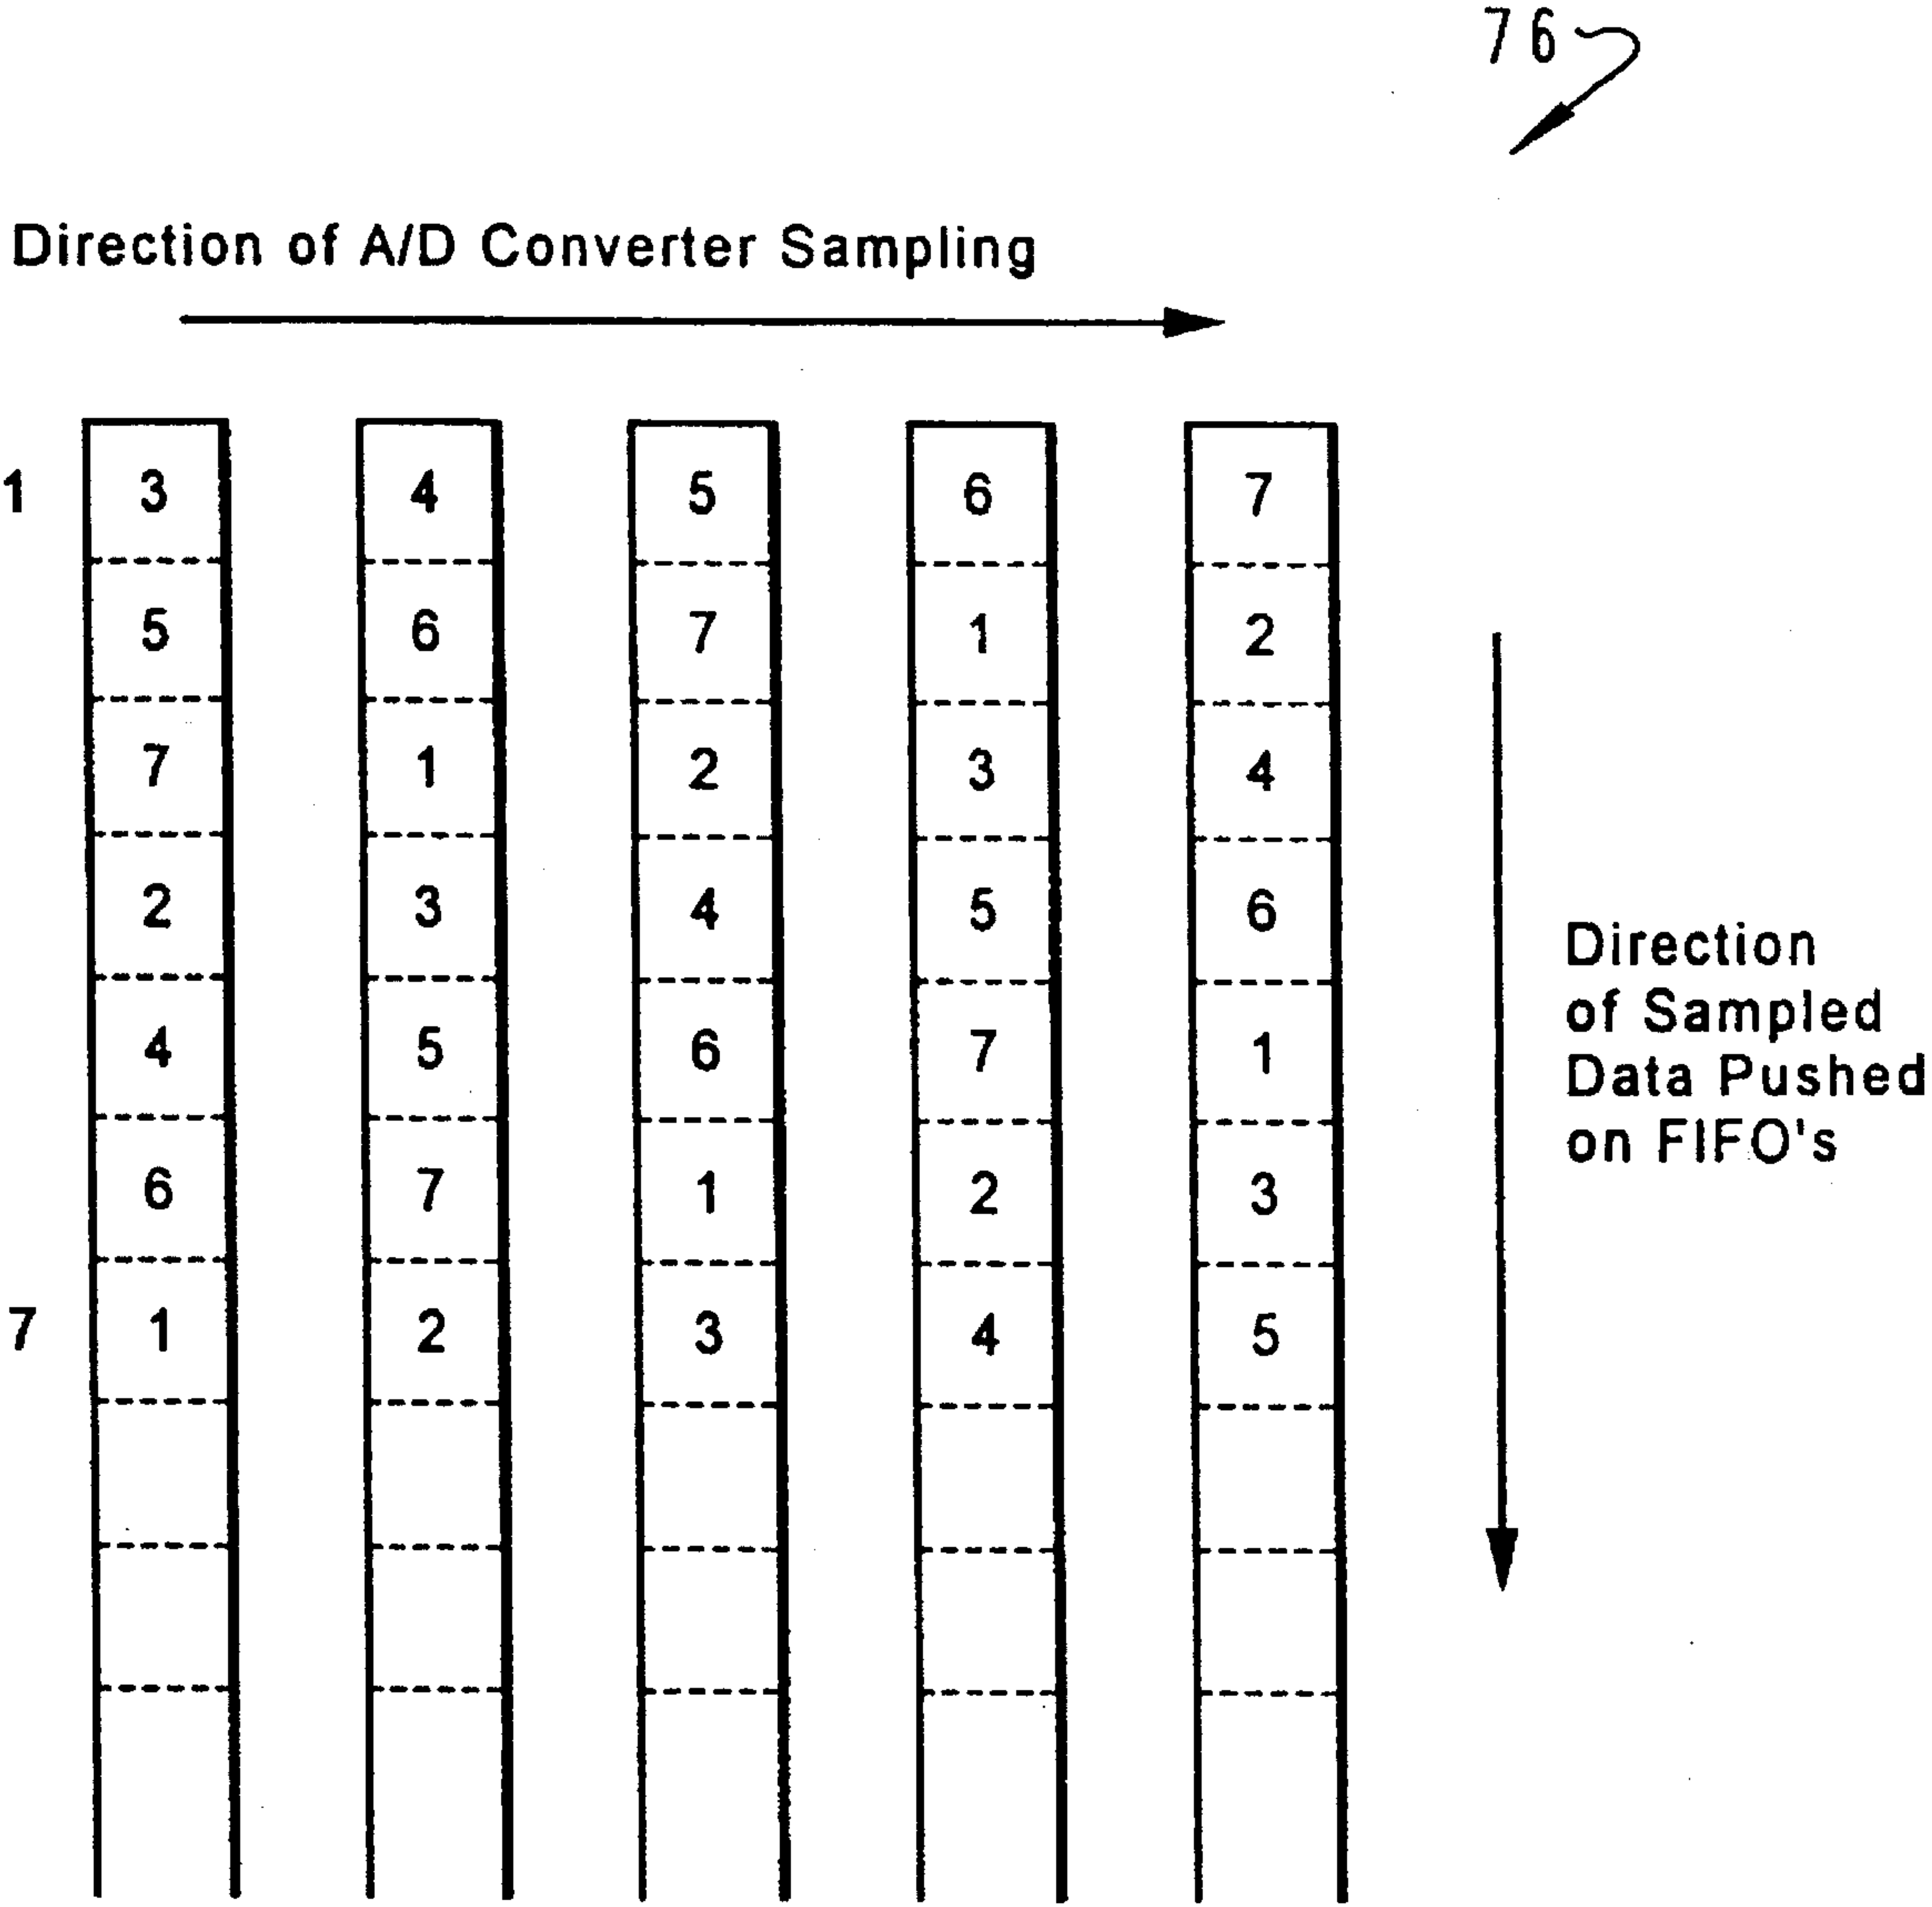 76
Direction of A/D Converter Sampling
1 3 4 5 6 7
5 6 7 1 2
7 1 2 3 4
2 3 4 5 6
4 5 6 7 1
6 7 1 2 3
7 1 2 3 4 5
Direction
of Sampled
Data Pushed
on FIFO's